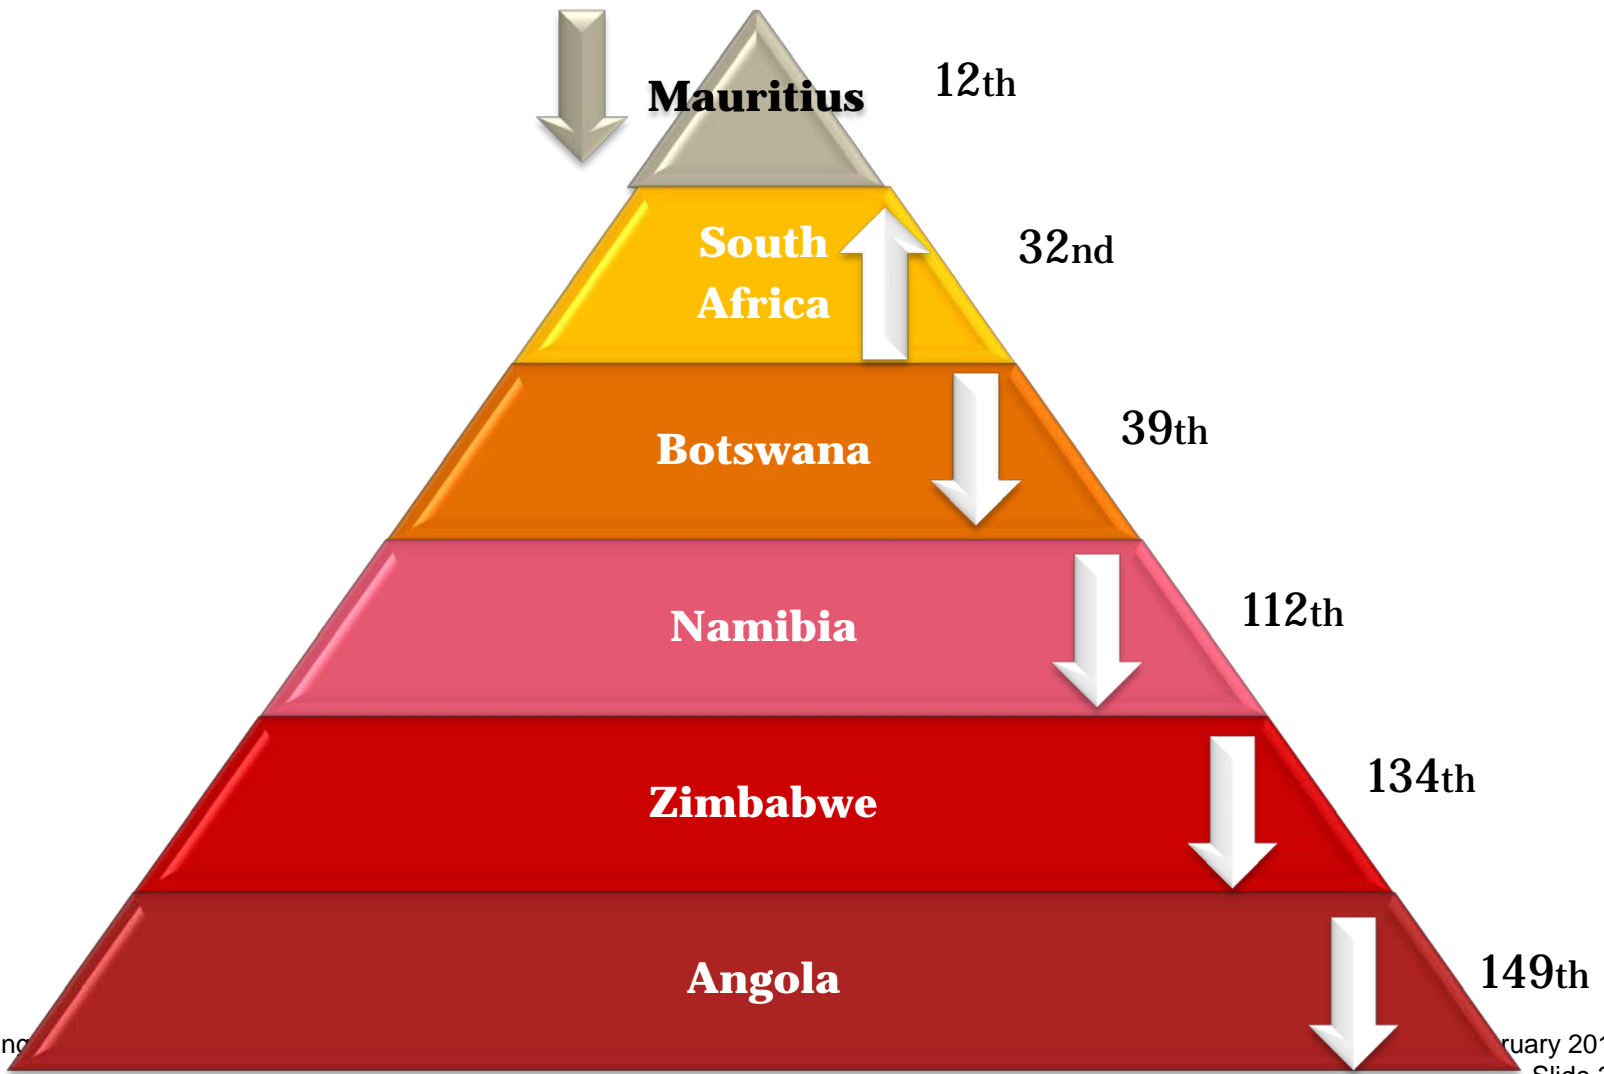 Mauritius
12th
South
Africa
32nd
Botswana
39th
Namibia
112th
Zimbabwe
134th
Angola
149th